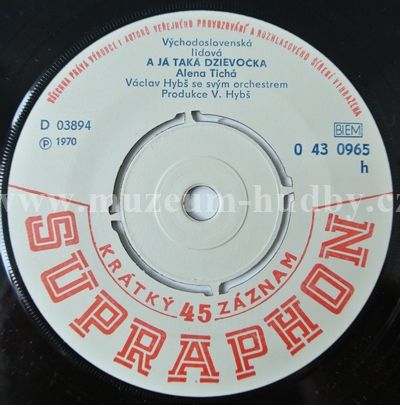 VŠECHNA PRÁVA VÝROBCŮ I AUTORŮ VEŘEJNÉHO PROVOZOVÁNÍ A ROZHLASOVÉHO ŠÍŘENÍ VYHRAZENA
Východoslovenská
lidová
A JÁ TAKÁ DZIEVOČKA
Alena Tichá
Václav Hybš se svým orchestrem
Produkce V. Hybš
D 03894
BIEM
Ⓟ 1970
0 43 0965
h
www.muzeum-hudby.cz
KRÁTKÝ 45 ZÁZNAM
SUPRAPHON